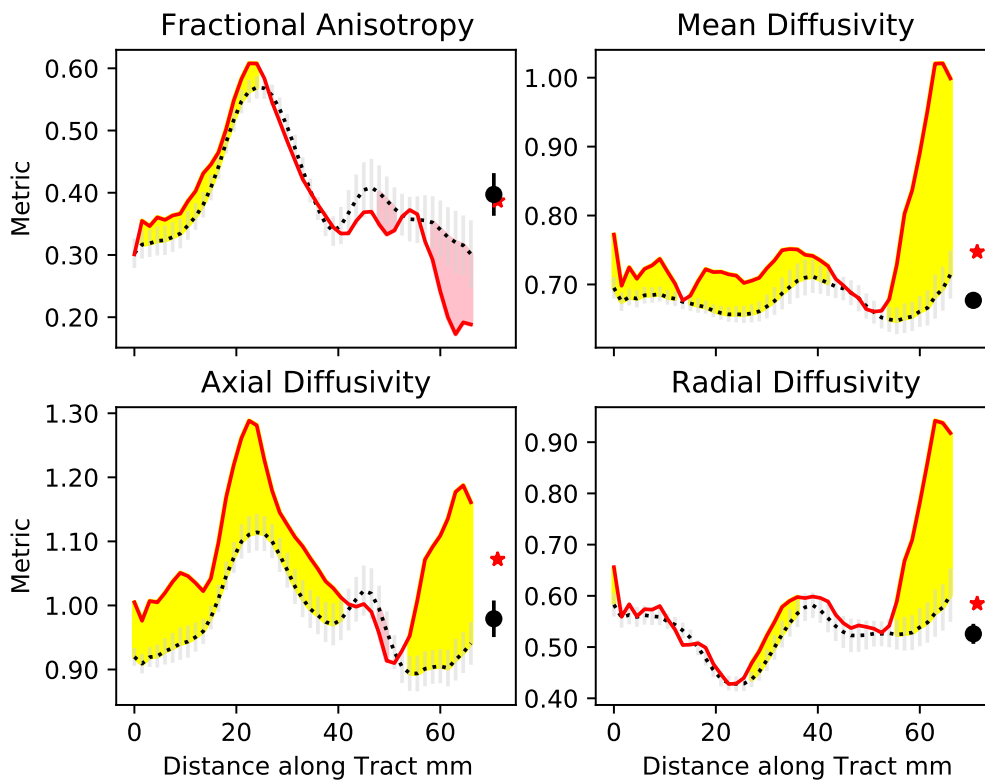 Fractional Anisotropy
Mean Diffusivity
0.60
0.50
0.40
0.30
0.20
Metric
1.00
0.90
0.80
0.70
Axial Diffusivity
Radial Diffusivity
1.30
1.20
1.10
1.00
0.90
Metric
0.90
0.80
0.70
0.60
0.50
0.40
0 20 40 60
0 20 40 60
Distance along Tract mm
Distance along Tract mm